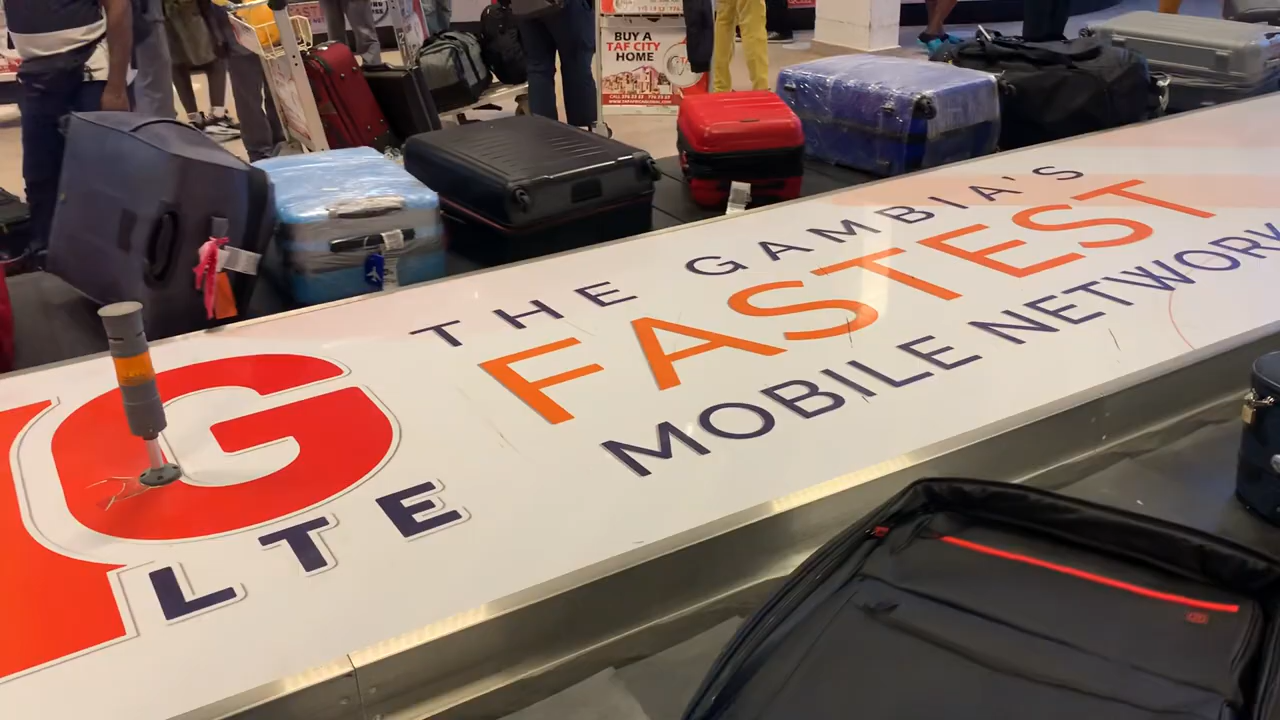 BUY A
TAF CITY
HOME
THE GAMBIA'S
FASTEST
MOBILE NETWORK
G
LTE